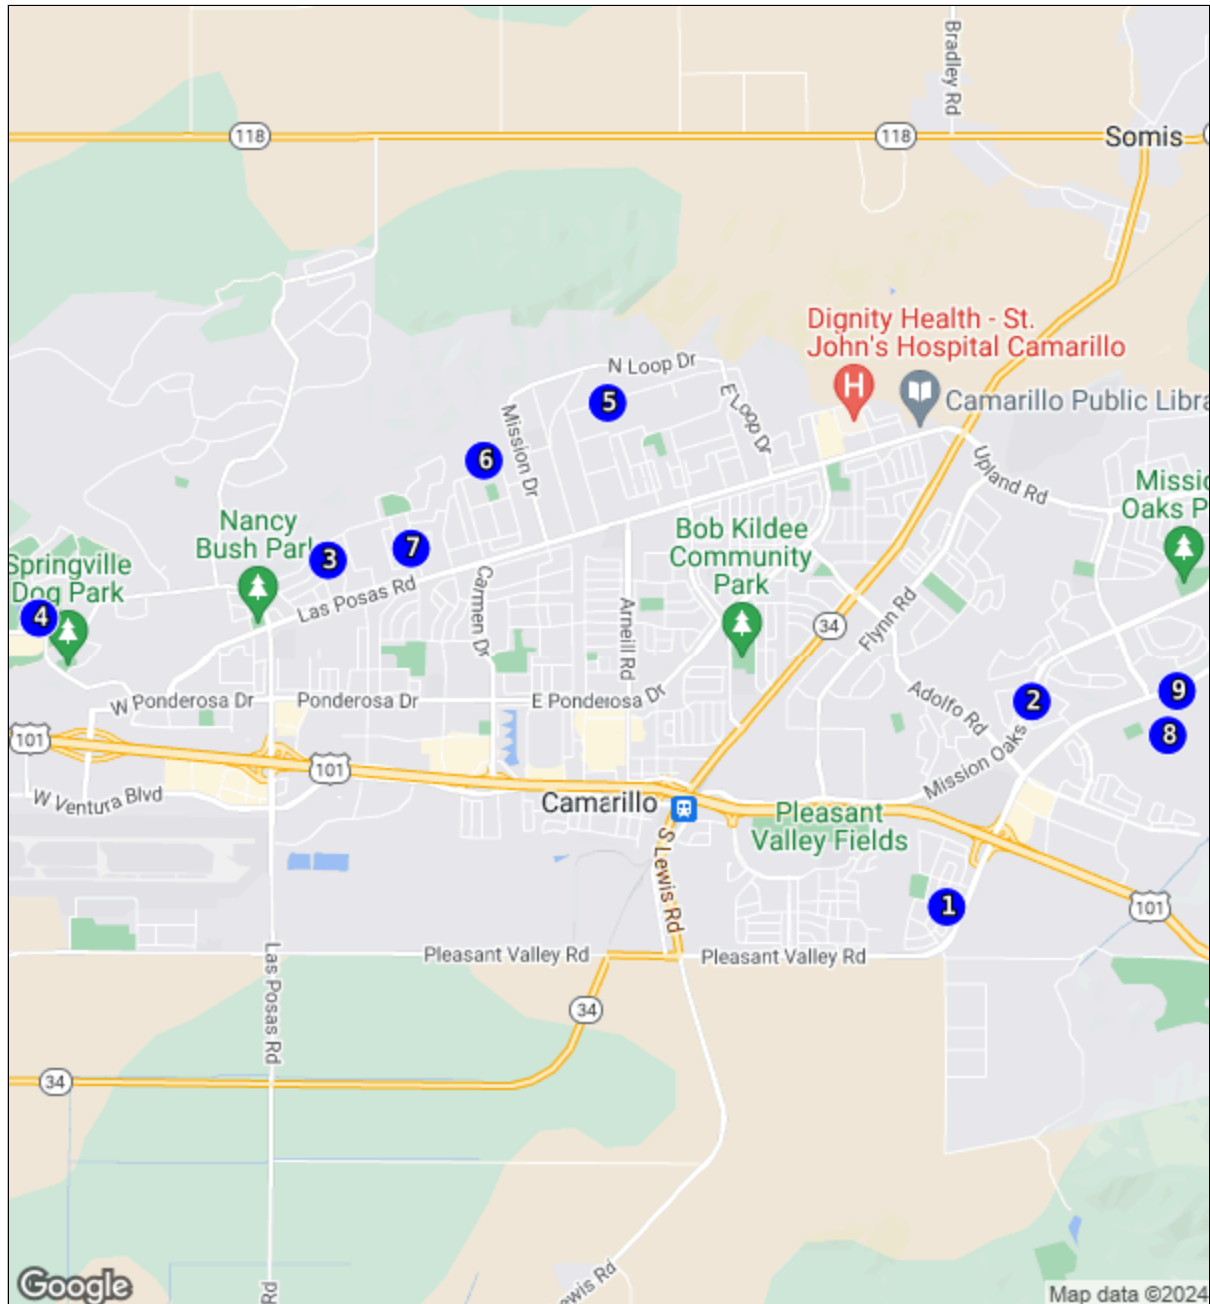 Bradley Rd
118
118
Somis
Dignity Health - St.
John's Hospital Camarillo
H
N Loop Dr
E Loop Dr
5
Camarillo Public Libra
Mission Dr
6
Upland Rd
Missio
Oaks P
Nancy
Bush Park
Bob Kildee
Community
Park
7
3
Springville
Dog Park
4
Las Posas Rd
Carmen Dr
Arneill Rd
34
Flynn Rd
W Ponderosa Dr
Ponderosa Dr
E Ponderosa Dr
Adolfo Rd
2
9
8
101
101
Mission Oaks
W Ventura Blvd
Camarillo
Pleasant
Valley Fields
S Lewis Rd
1
101
Pleasant Valley Rd
Pleasant Valley Rd
Las Posas Rd
34
34
Rd
ewis Rd
Google
Map data ©2024